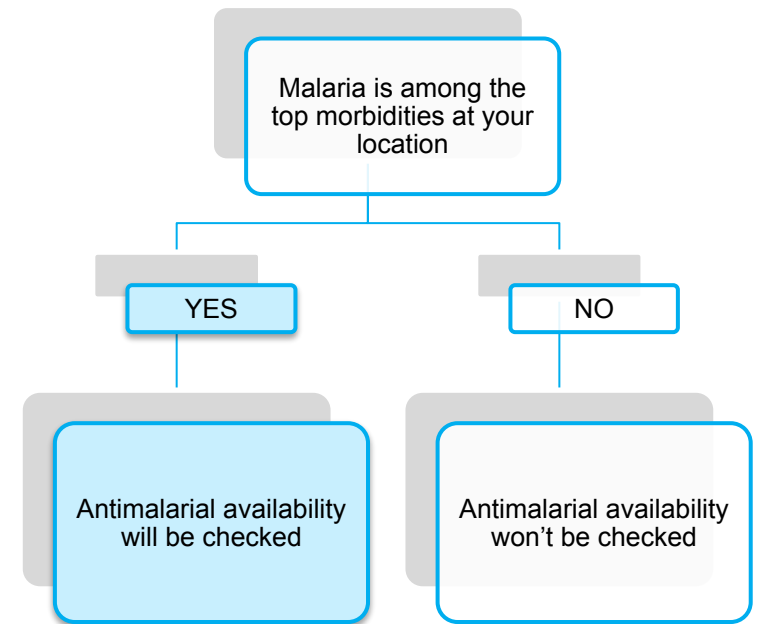 Malaria is among the
top morbidities at your
location
YES
NO
Antimalarial availability
will be checked
Antimalarial availability
won’t be checked